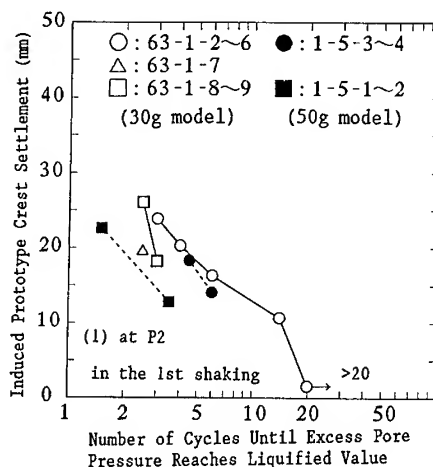 Induced Prototype Crest Settlement (mm)
50
40
30
20
10
0
○ : 63-1-2~6
● : 1-5-3~4
△ : 63-1-7
□ : 63-1-8~9
■ : 1-5-1~2
(30g model)
(50g model)
(1) at P2
in the 1st shaking
>20
1 2 5 10 20 50
Number of Cycles Until Excess Pore
Pressure Reaches Liquified Value